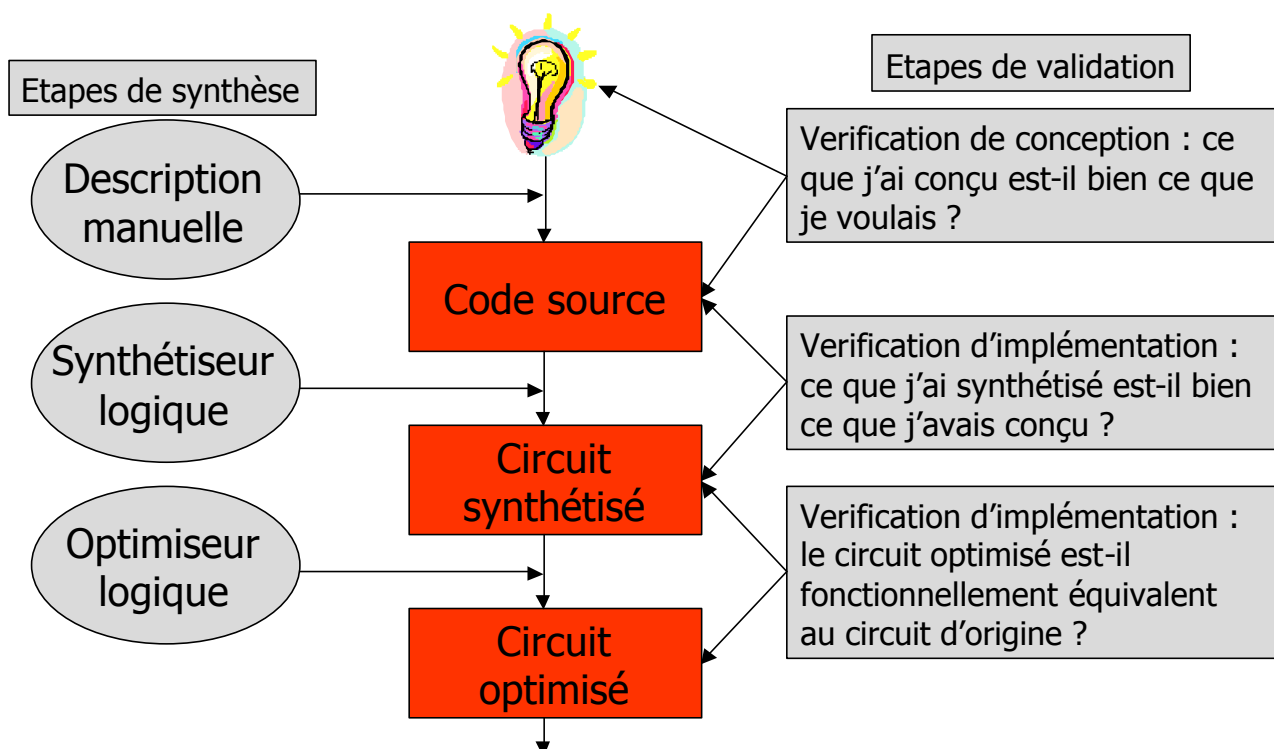 Etapes de synthèse
Description
manuelle
Synthétiseur
logique
Optimiseur
logique
Code source
Circuit
synthétisé
Circuit
optimisé
Etapes de validation
Verification de conception : ce
que j’ai conçu est-il bien ce que
je voulais ?
Verification d’implémentation :
ce que j’ai synthétisé est-il bien
ce que j’avais conçu ?
Verification d’implémentation :
le circuit optimisé est-il
fonctionnellement équivalent
au circuit d’origine ?